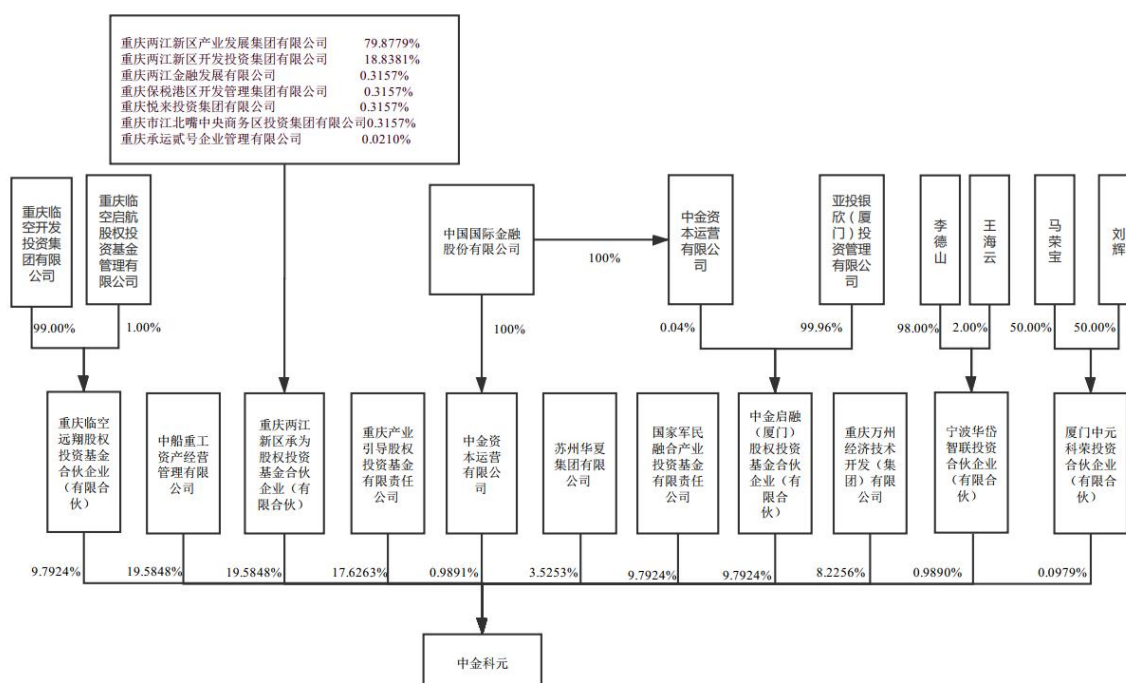 重庆两江新区产业发展集团有限公司 79.8779%
重庆两江新区开发投资集团有限公司 18.8381%
重庆两江金融发展有限公司 0.3157%
重庆保税港区开发管理集团有限公司 0.3157%
重庆悦来投资集团有限公司 0.3157%
重庆市江北嘴中央商务区投资集团有限公司0.3157%
重庆承运贰号企业管理有限公司 0.0210%
重庆临
空开发
投资集
团有限
公司
重庆临
空启航
股权投
资基金
管理有
限公司
中国国际金融
股份有限公司
100%
中金资
本运营
有限公
司
亚投银
欣（厦
门）投
资管理
有限公
司
李
德
山
王
海
云
马
荣
宝
刘
辉
99.00%
1.00%
100%
0.04%
99.96%
98.00%
2.00%
50.00%
50.00%
重庆临空
远翔股权
投资基金
合伙企业
（有限合
伙）
中船重工
资产经营
管理有限
公司
重庆两江
新区承为
股权投资
基金合伙
企业（有
限合伙）
重庆产业
引导股权
投资基金
有限责任
公司
中金资
本运营
有限公
司
苏州华夏
集团有限
公司
国家军民
融合产业
投资基金
有限责任
公司
中金启融
（厦门）
股权投资
基金合伙
企业（有
限合
伙）
重庆万州
经济技术
开发（集
团）有限
公司
宁波华岱
智联投资
合伙企业
（有限合
伙）
厦门中元
科荣投资
合伙企业
（有限合
伙）
9.7924%
19.5848%
19.5848%
17.6263%
0.9891%
3.5253%
9.7924%
9.7924%
8.2256%
0.9890%
0.0979%
中金科元